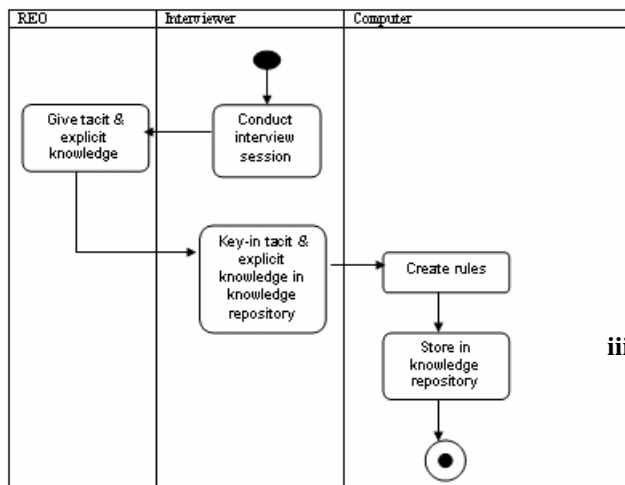 REO
Interviewer
Computer
Conduct
interview
session
Give tacit &
explicit
knowledge
Key-in tacit &
explicit
knowledge in
knowledge
repository
Create rules
Store in
knowledge
repository
iii